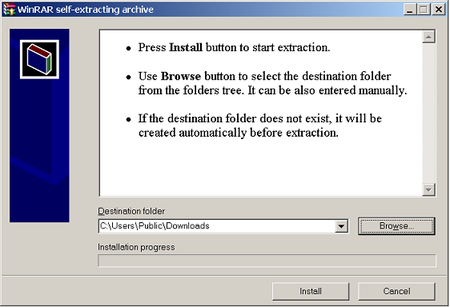 WinRAR self-extracting archive
Press Install button to start extraction.
Use Browse button to select the destination folder
from the folders tree. It can be also entered manually.
If the destination folder does not exist, it will be
created automatically before extraction.
Destination folder
C:\Users\Public\Downloads
Browse...
Installation progress
Install
Cancel